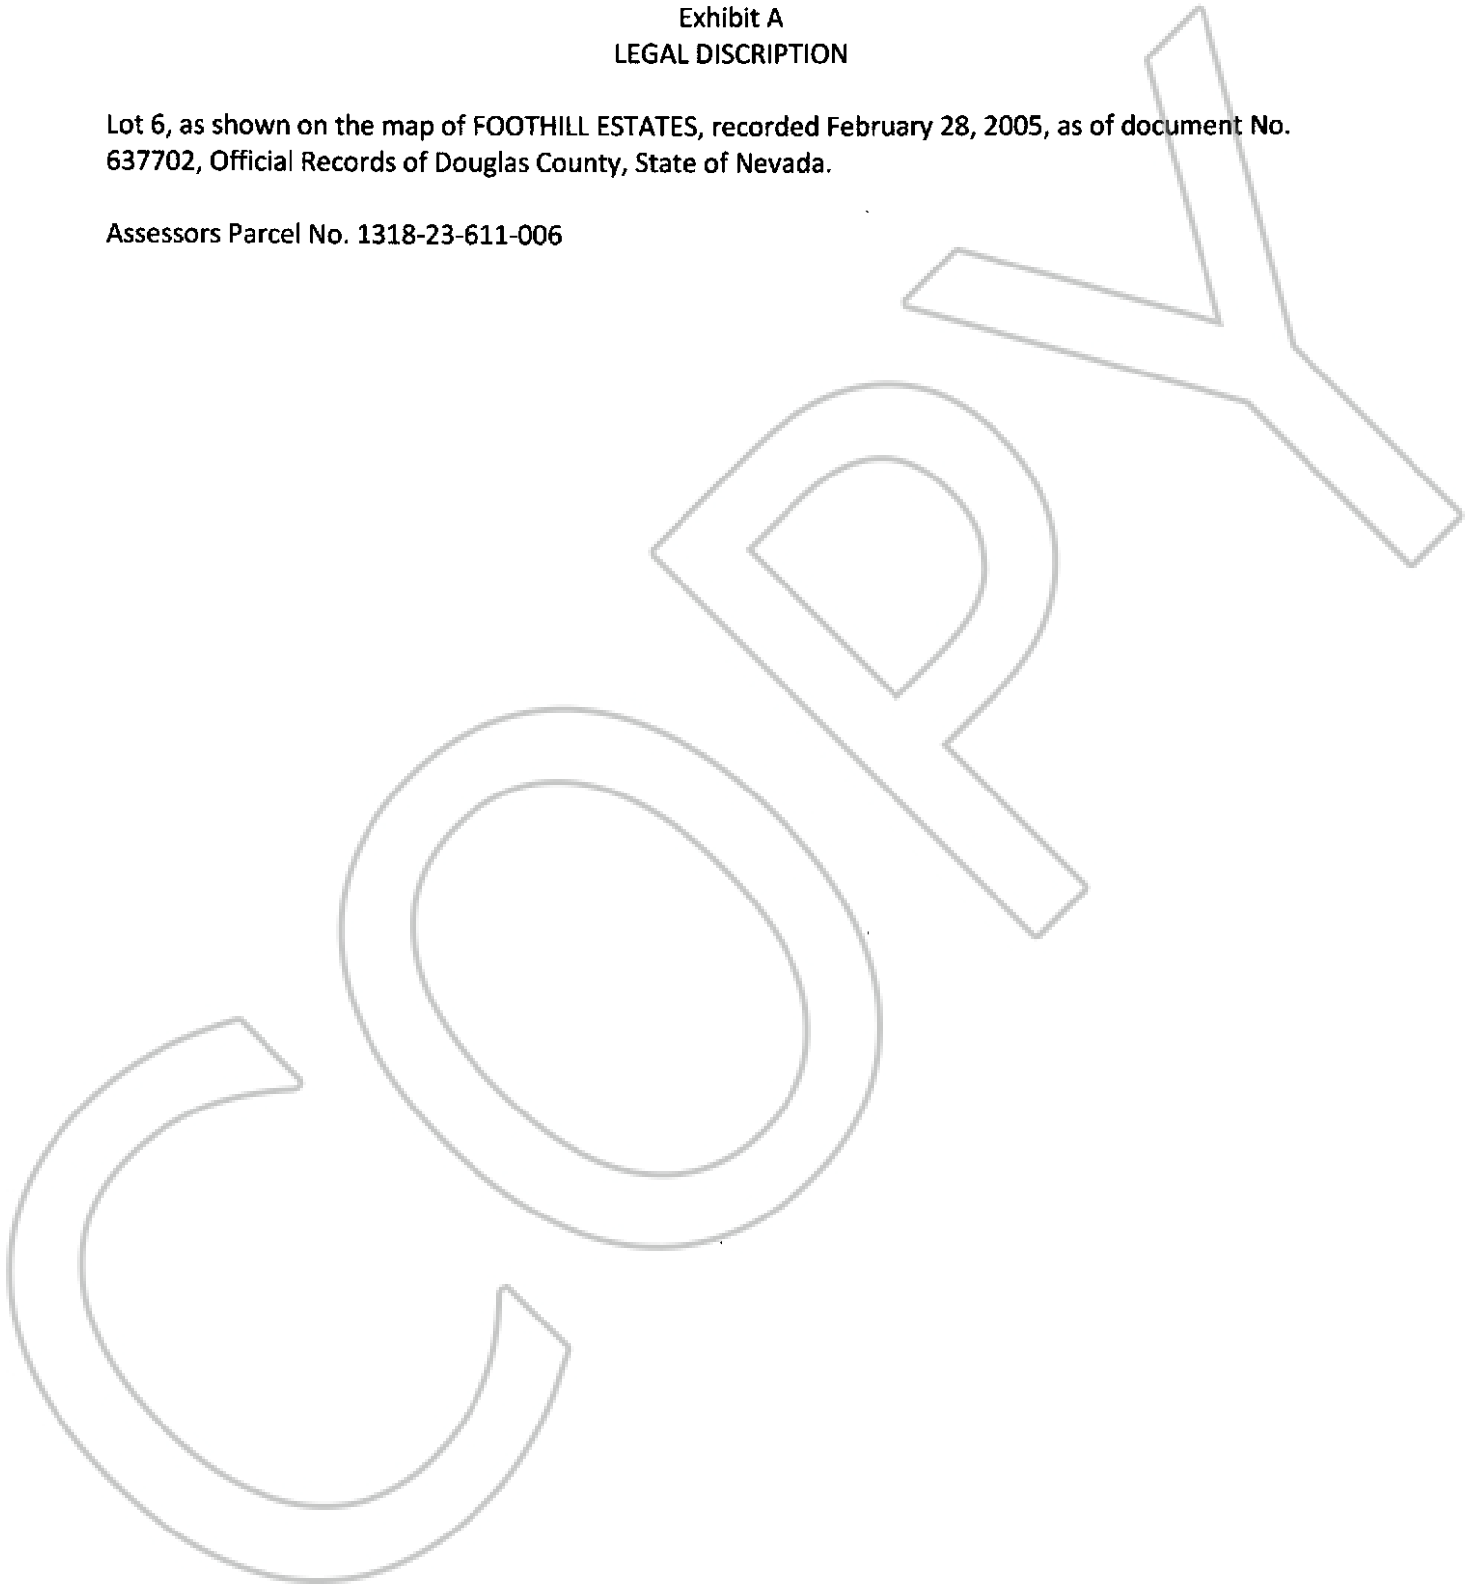 Exhibit A
LEGAL DISCRIPTION
Lot 6, as shown on the map of FOOTHILL ESTATES, recorded February 28, 2005, as of document No.
637702, Official Records of Douglas County, State of Nevada.
Assessors Parcel No. 1318-23-611-006
COPY